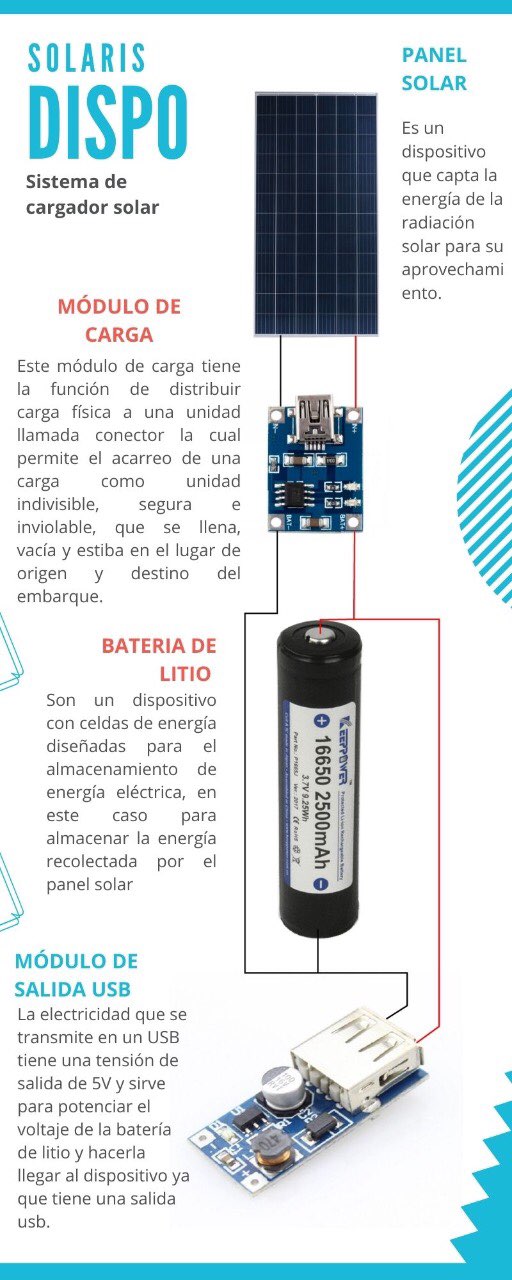 SOLARIS
DISPO
Sistema de
cargador solar
PANEL
SOLAR
Es un
dispositivo
que capta la
energía de la
radiación
solar para su
aprovechami
ento.
MÓDULO DE
CARGA
Este módulo de carga tiene
la función de distribuir
carga física a una unidad
llamada conector la cual
permite el acarreo de una
carga como unidad
indivisible, segura e
inviolable, que se llena,
vacía y estiba en el lugar de
origen y destino del
embarque.
IN-
IN+
BAT-
BAT+
BATERIA DE
LITIO
Son un dispositivo
con celdas de energía
diseñadas para el
almacenamiento de
energía eléctrica, en
este caso para
almacenar la energía
recolectada por el
panel solar
KEEPPOWER
Protected Li-ion Rechargeable Battery
16650 2500mAh
3.7V 9.25Wh
MÓDULO DE
SALIDA USB
La electricidad que se
transmite en un USB
tiene una tensión de
salida de 5V y sirve
para potenciar el
voltaje de la batería
de litio y hacerla
llegar al dispositivo ya
que tiene una salida
usb.
470